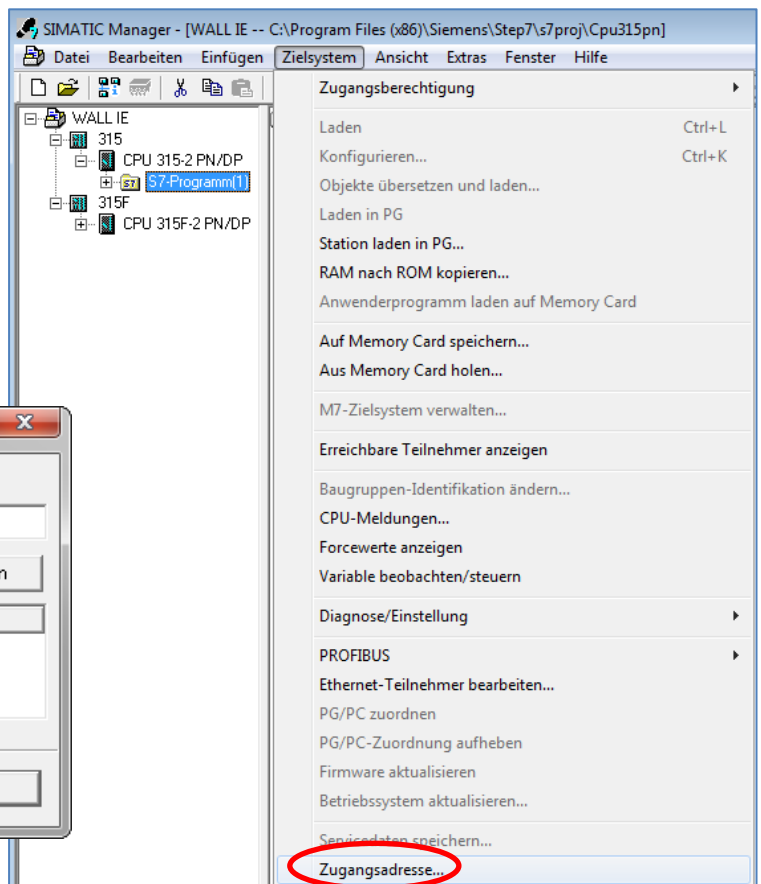 SIMATIC Manager - [WALL IE -- C:\Program Files (x86)\Siemens\Step7\s7proj\Cpu315pn]
Datei Bearbeiten Einfügen Zielsystem Ansicht Extras Fenster Hilfe
WALL IE
315
CPU 315-2 PN/DP
S7-Programm(1)
315F
CPU 315F-2 PN/DP
Zugangsberechtigung
Laden Ctrl+L
Konfigurieren... Ctrl+K
Objekte übersetzen und laden...
Laden in PG
Station laden in PG...
RAM nach ROM kopieren...
Anwenderprogramm laden auf Memory Card
Auf Memory Card speichern...
Aus Memory Card holen...
M7-Zielsystem verwalten...
Erreichbare Teilnehmer anzeigen
Baugruppen-Identifikation ändern...
CPU-Meldungen...
Forcewerte anzeigen
Variable beobachten/steuern
Diagnose/Einstellung
PROFIBUS
Ethernet-Teilnehmer bearbeiten...
PG/PC zuordnen
PG/PC-Zuordnung aufheben
Firmware aktualisieren
Betriebssystem aktualisieren...
Servicedaten speichern...
Zugangsadresse...
n